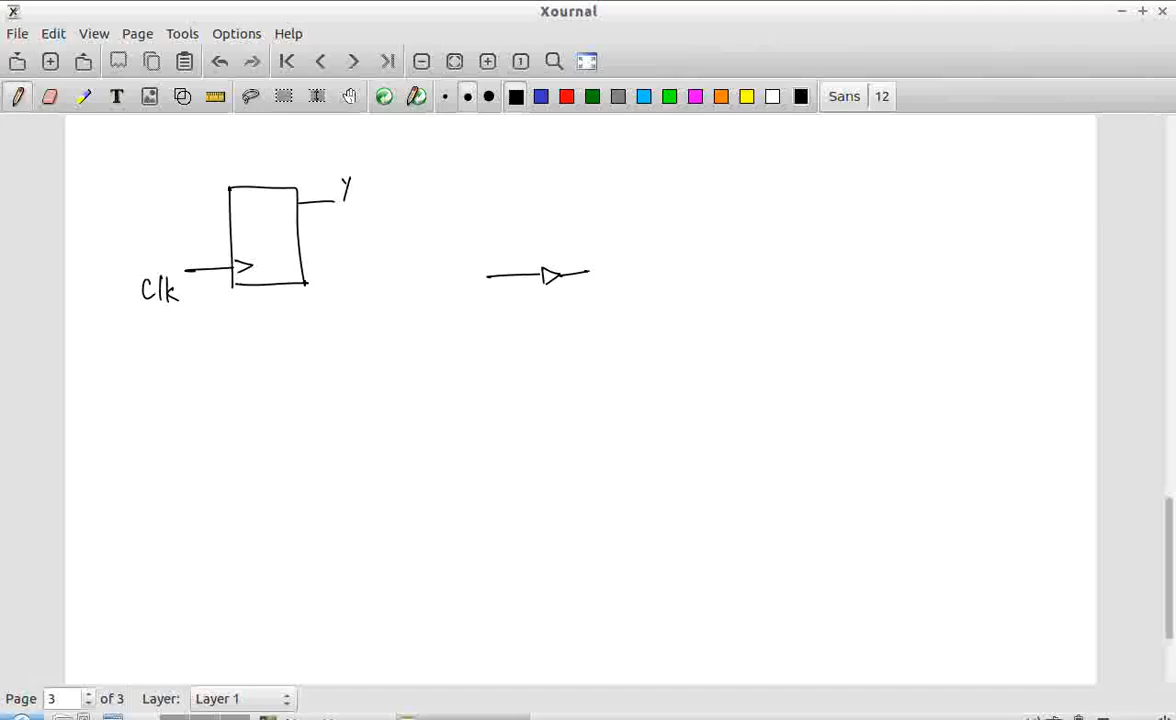 Xournal
File Edit View Page Tools Options Help
Sans 12
Y
Clk
Page 3 of 3 Layer: Layer 1